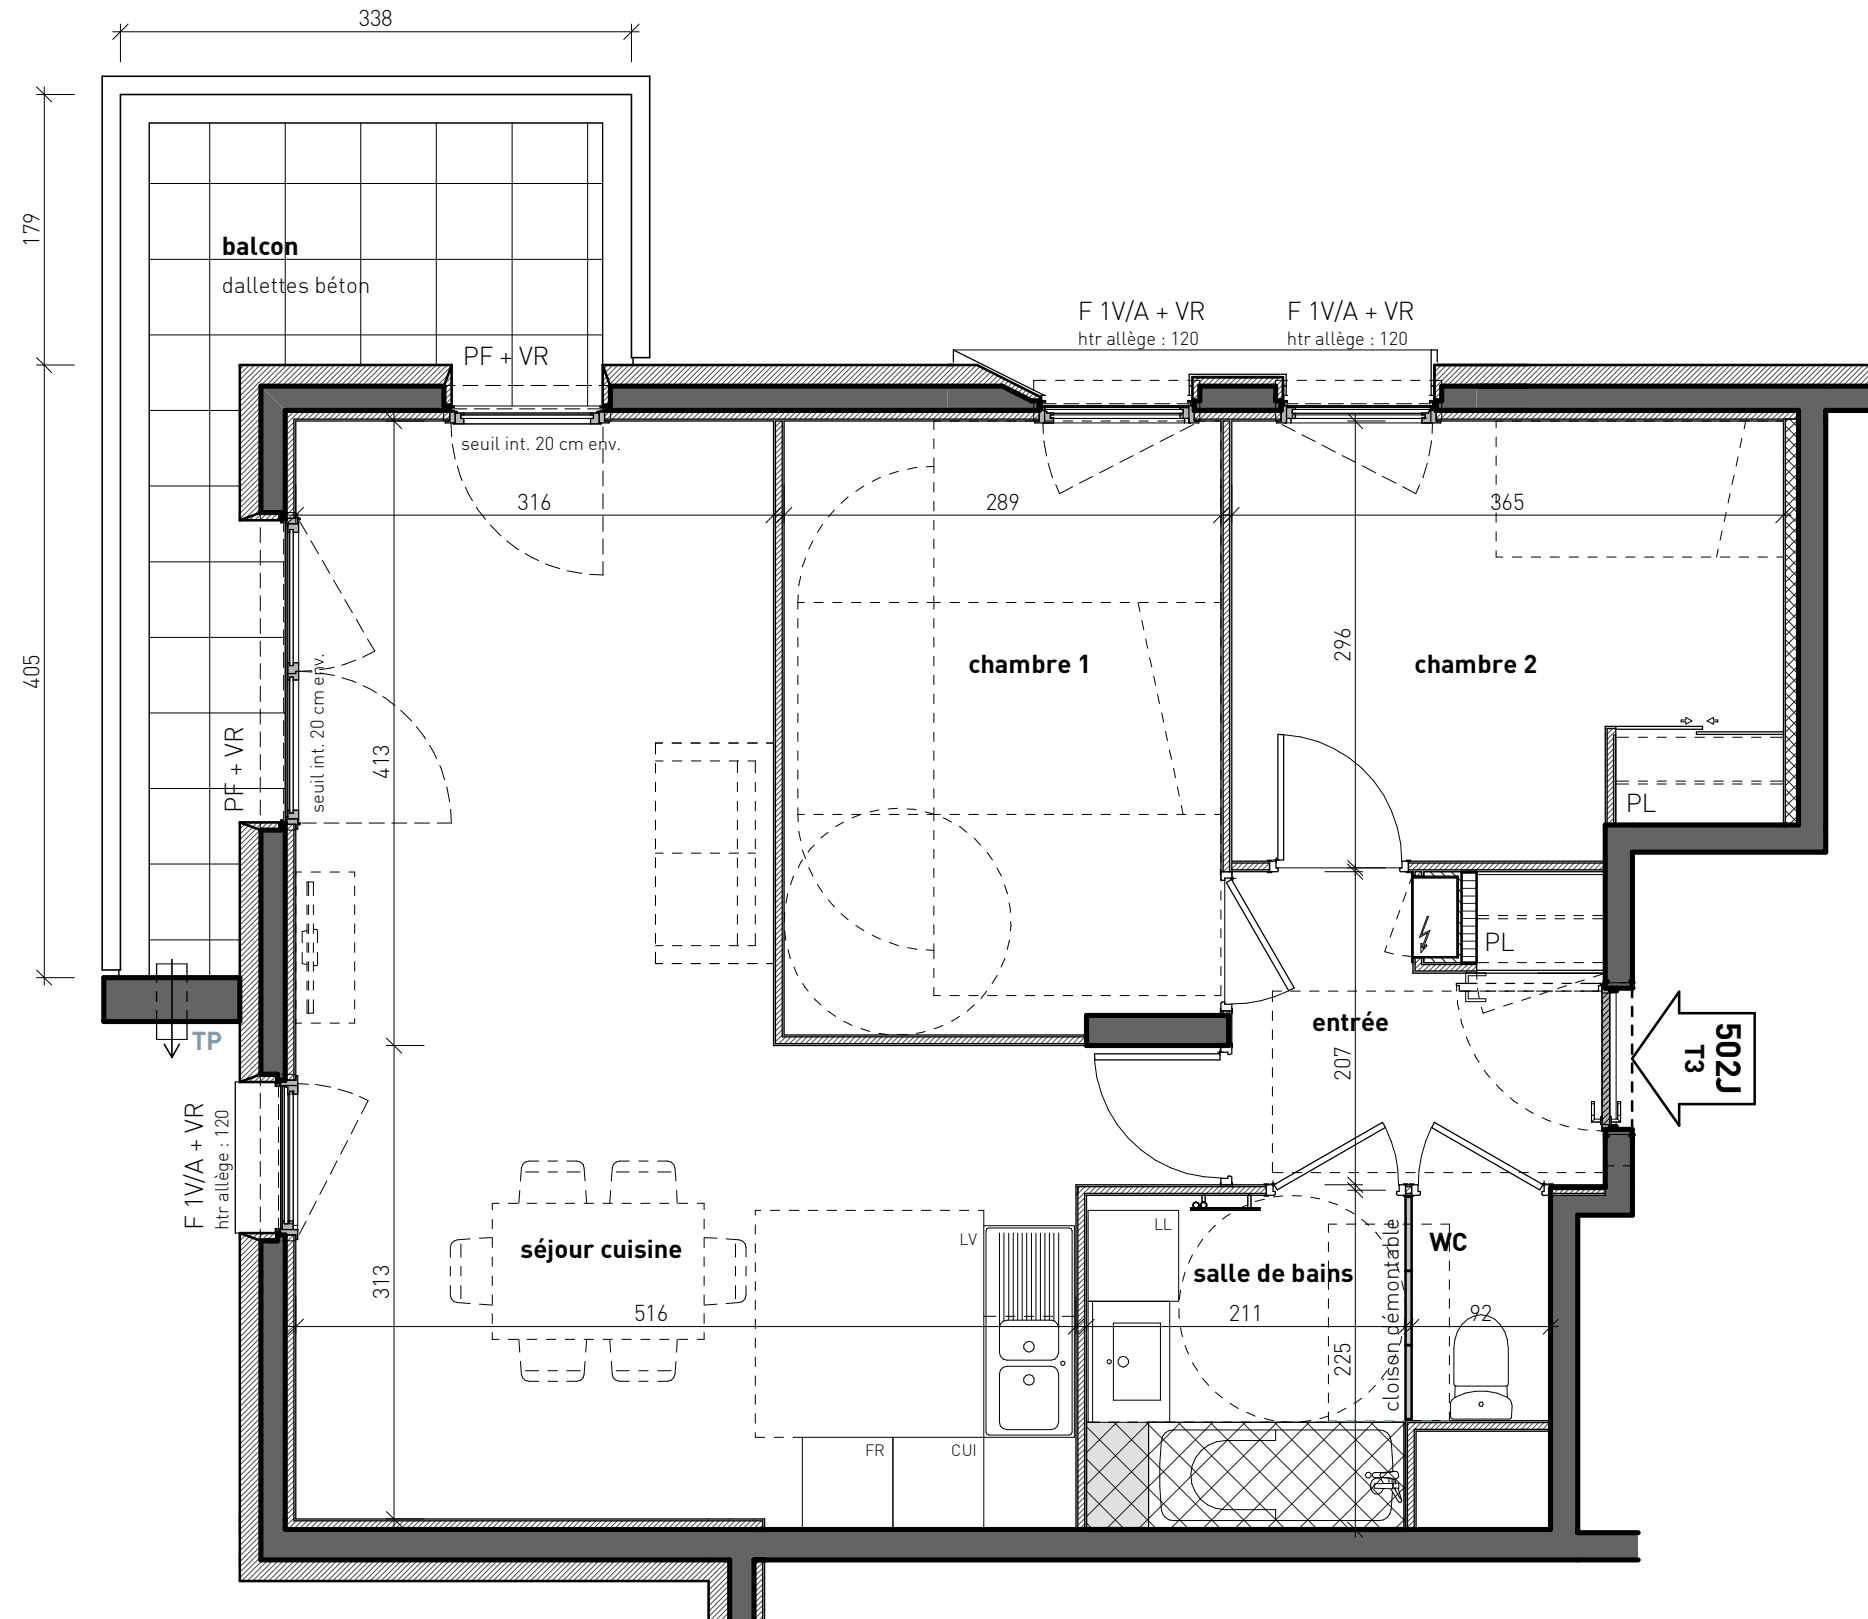 338
179
balcon
dallettes béton
PF + VR
F 1V/A + VR
htr allège : 120
F 1V/A + VR
htr allège : 120
seuil int. 20 cm env.
316
289
365
405
296
chambre 1
chambre 2
seuil int. 20 cm env.
PF + VR
413
PL
PL
entrée
207
502J
T3
TP
F 1V/A + VR
htr allège : 120
séjour cuisine
LV
LL
WC
salle de bains
cloison démontable
313
516
211
92
225
FR
CUI